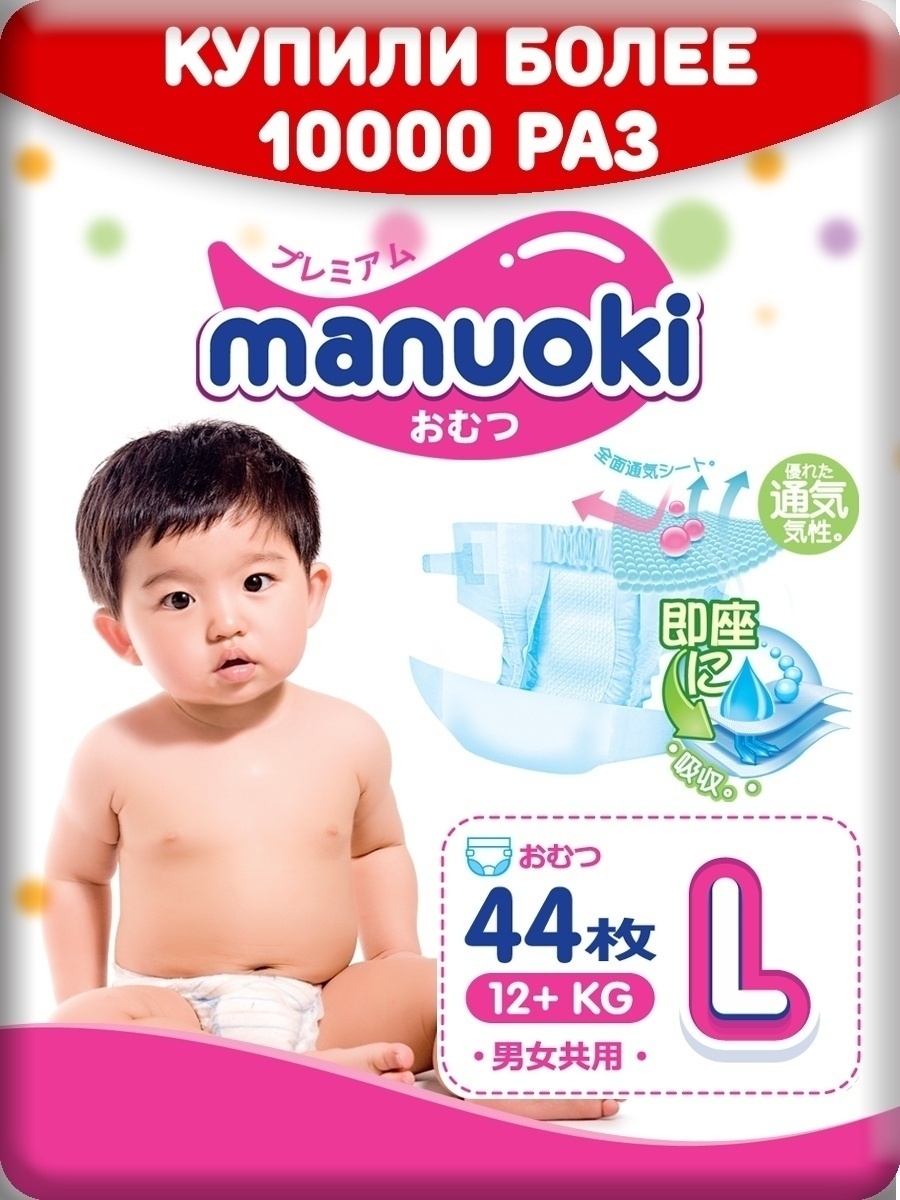 КУПИЛИ БОЛЕЕ
10000 РАЗ
プレミアム
manuoki
おむつ
全面通気シート。
優れた
通気
気性。
即座
に
吸収。
おむつ
44枚
12+ KG
・男女共用・
L